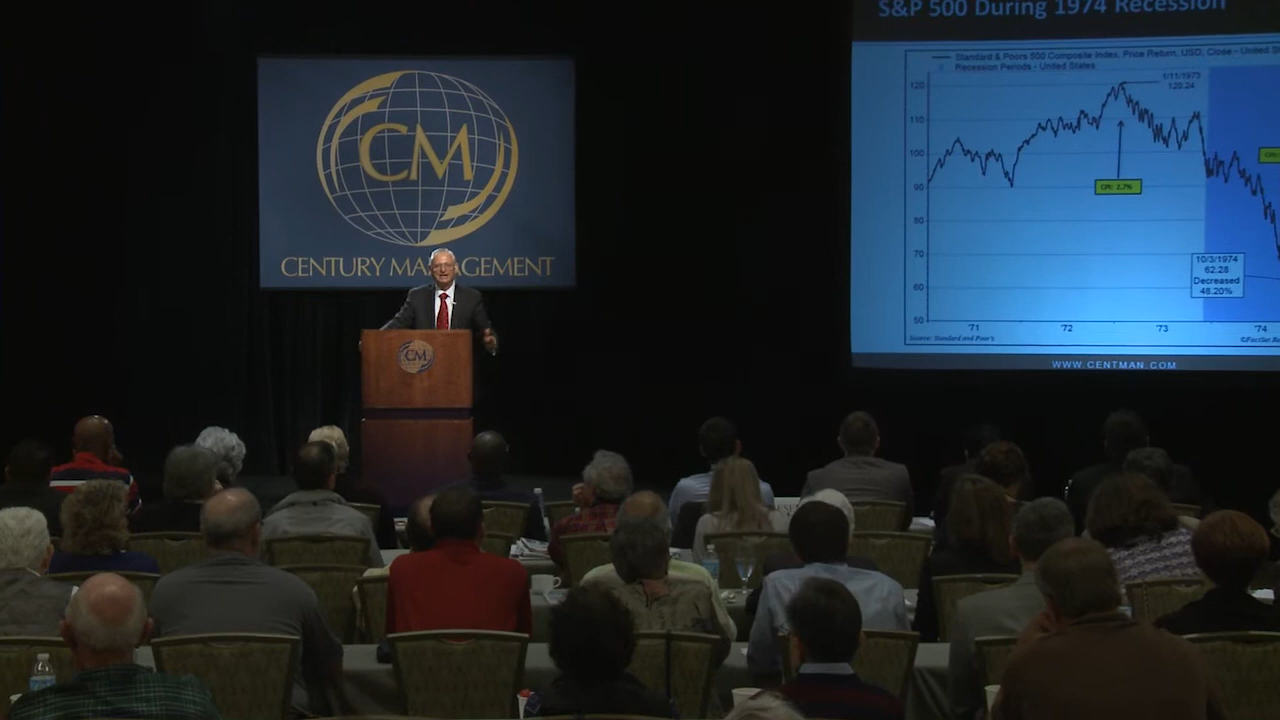 CM
CENTURY MANAGEMENT
CM
S&P 500 During 1974 Recession
Standard & Poors 500 Composite Index, Price Return, USD, Close - United S
Recession Periods - United States
1/11/1973
120.24
120
110
100
90
80
70
60
50
CPI: 2.7%
10/3/1974
62.28
Decreased
48.20%
'71
'72
'73
'74
Source: Standard and Poor's
©FactSet Re
WWW.CENTMAN.COM